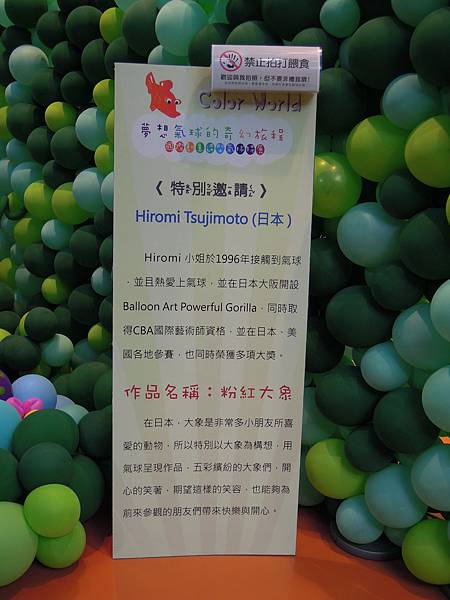 禁止拍打餵食
歡迎與我拍照，但不要非禮我唷!
Color World
夢想氣球的奇幻旅程
《 特別邀請 》
Hiromi Tsujimoto (日本 )
Hiromi 小姐於1996年接觸到氣球
，並且熱愛上氣球，並在日本大阪開設
Balloon Art Powerful Gorilla，同時取
得CBA國際藝術師資格，並在日本、美
國各地參賽，也同時榮獲多項大獎。
作品名稱：粉紅大象
在日本，大象是非常多小朋友所喜
愛的動物，所以特別以大象為構想，用
氣球呈現作品，五彩繽紛的大象們，開
心的笑著，期望這樣的笑容，也能夠為
前來參觀的朋友們帶來快樂與開心。